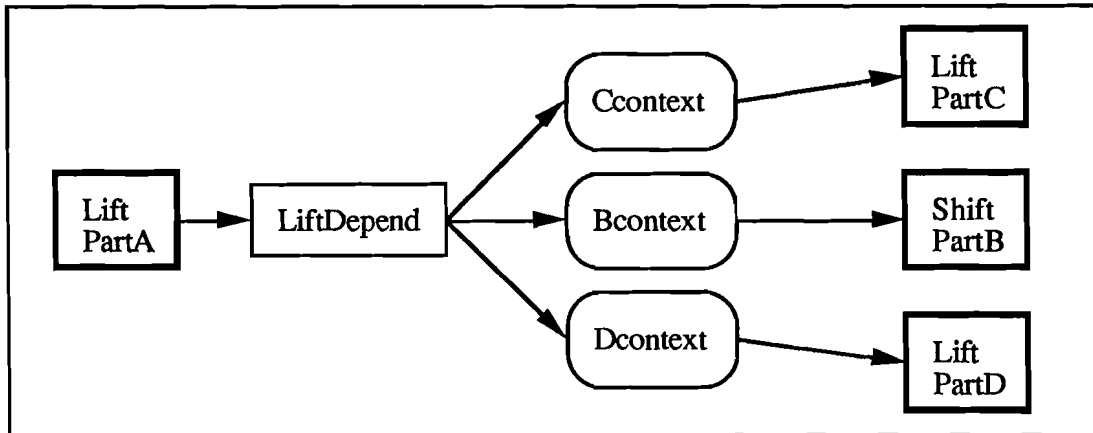 Lift
PartA
LiftDepend
Ccontext
Lift
PartC
Bcontext
Shift
PartB
Dcontext
Lift
PartD